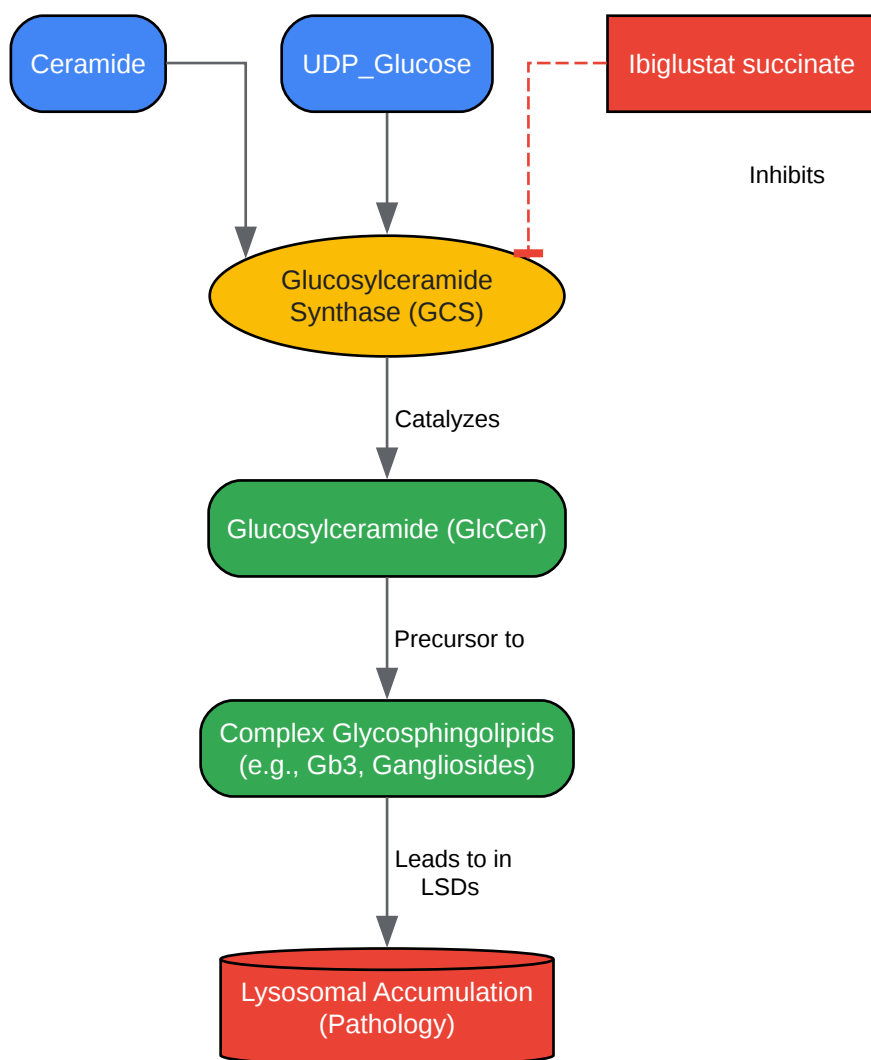 Ceramide
UDP_Glucose
Ibiglustat succinate
Inhibits
Glucosylceramide
Synthase (GCS)
Catalyzes
Glucosylceramide (GlcCer)
Precursor to
Complex Glycosphingolipids
(e.g., Gb3, Gangliosides)
Leads to in
LSDs
Lysosomal Accumulation
(Pathology)